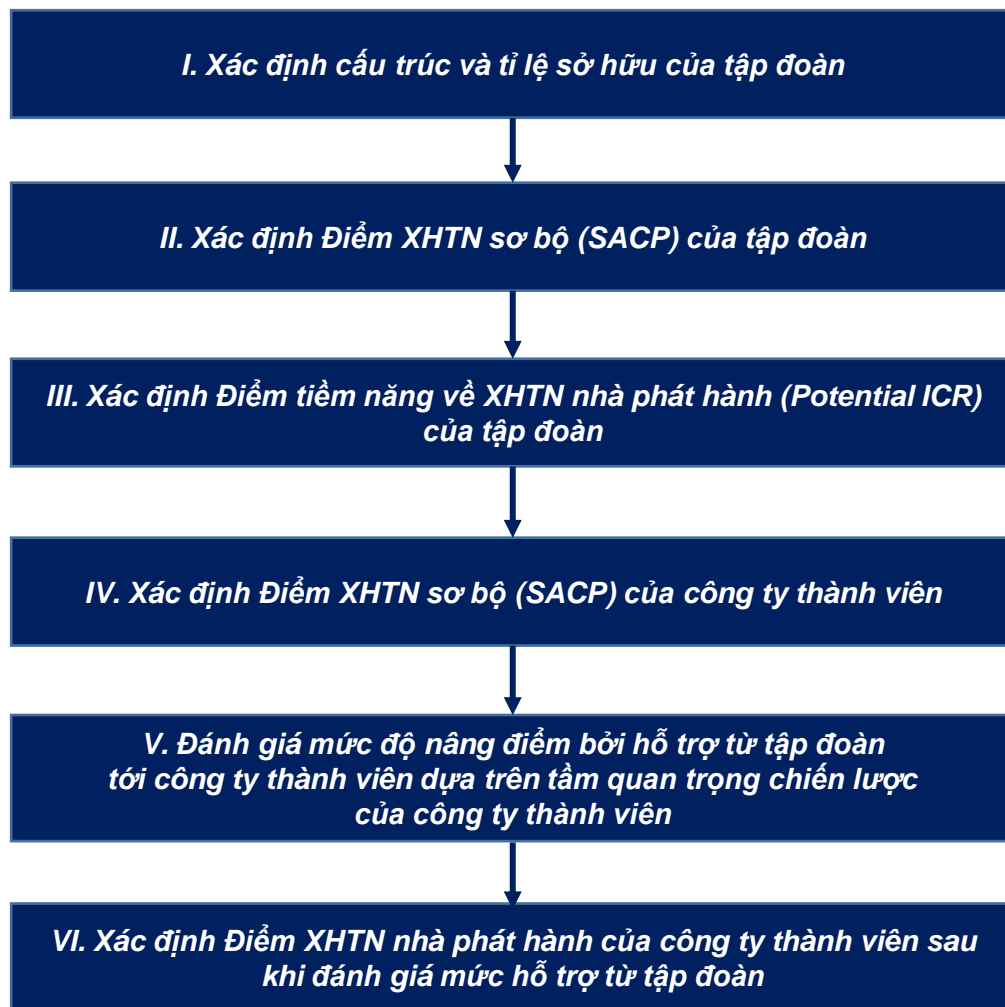 I. Xác định cấu trúc và tỉ lệ sở hữu của tập đoàn
II. Xác định Điểm XHTN sơ bộ (SACP) của tập đoàn
III. Xác định Điểm tiềm năng về XHTN nhà phát hành (Potential ICR)
của tập đoàn
IV. Xác định Điểm XHTN sơ bộ (SACP) của công ty thành viên
V. Đánh giá mức độ nâng điểm bởi hỗ trợ từ tập đoàn
tới công ty thành viên dựa trên tầm quan trọng chiến lược
của công ty thành viên
VI. Xác định Điểm XHTN nhà phát hành của công ty thành viên sau
khi đánh giá mức hỗ trợ từ tập đoàn